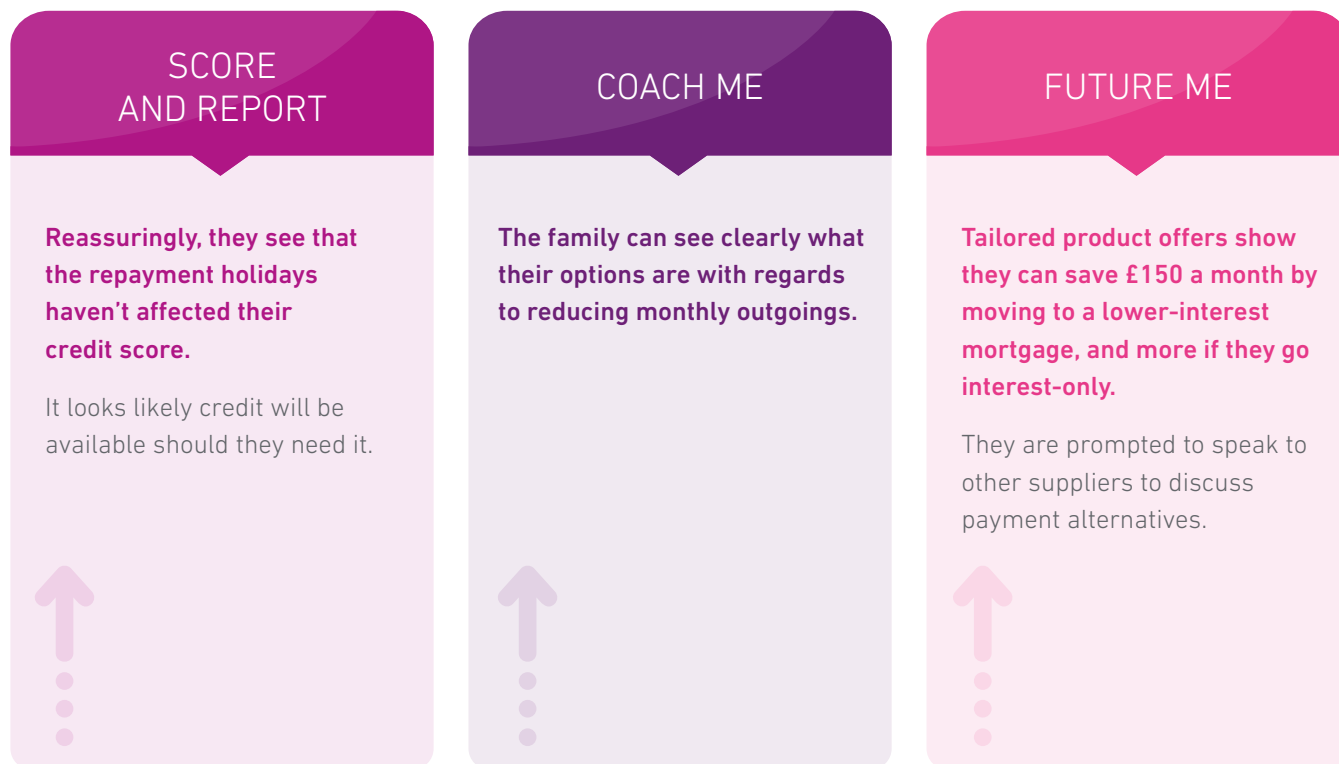 SCORE
AND REPORT
Reassuringly, they see that
the repayment holidays
haven’t affected their
credit score.
It looks likely credit will be
available should they need it.
COACH ME
The family can see clearly what
their options are with regards
to reducing monthly outgoings.
FUTURE ME
Tailored product offers show
they can save £150 a month by
moving to a lower-interest
mortgage, and more if they go
interest-only.
They are prompted to speak to
other suppliers to discuss
payment alternatives.